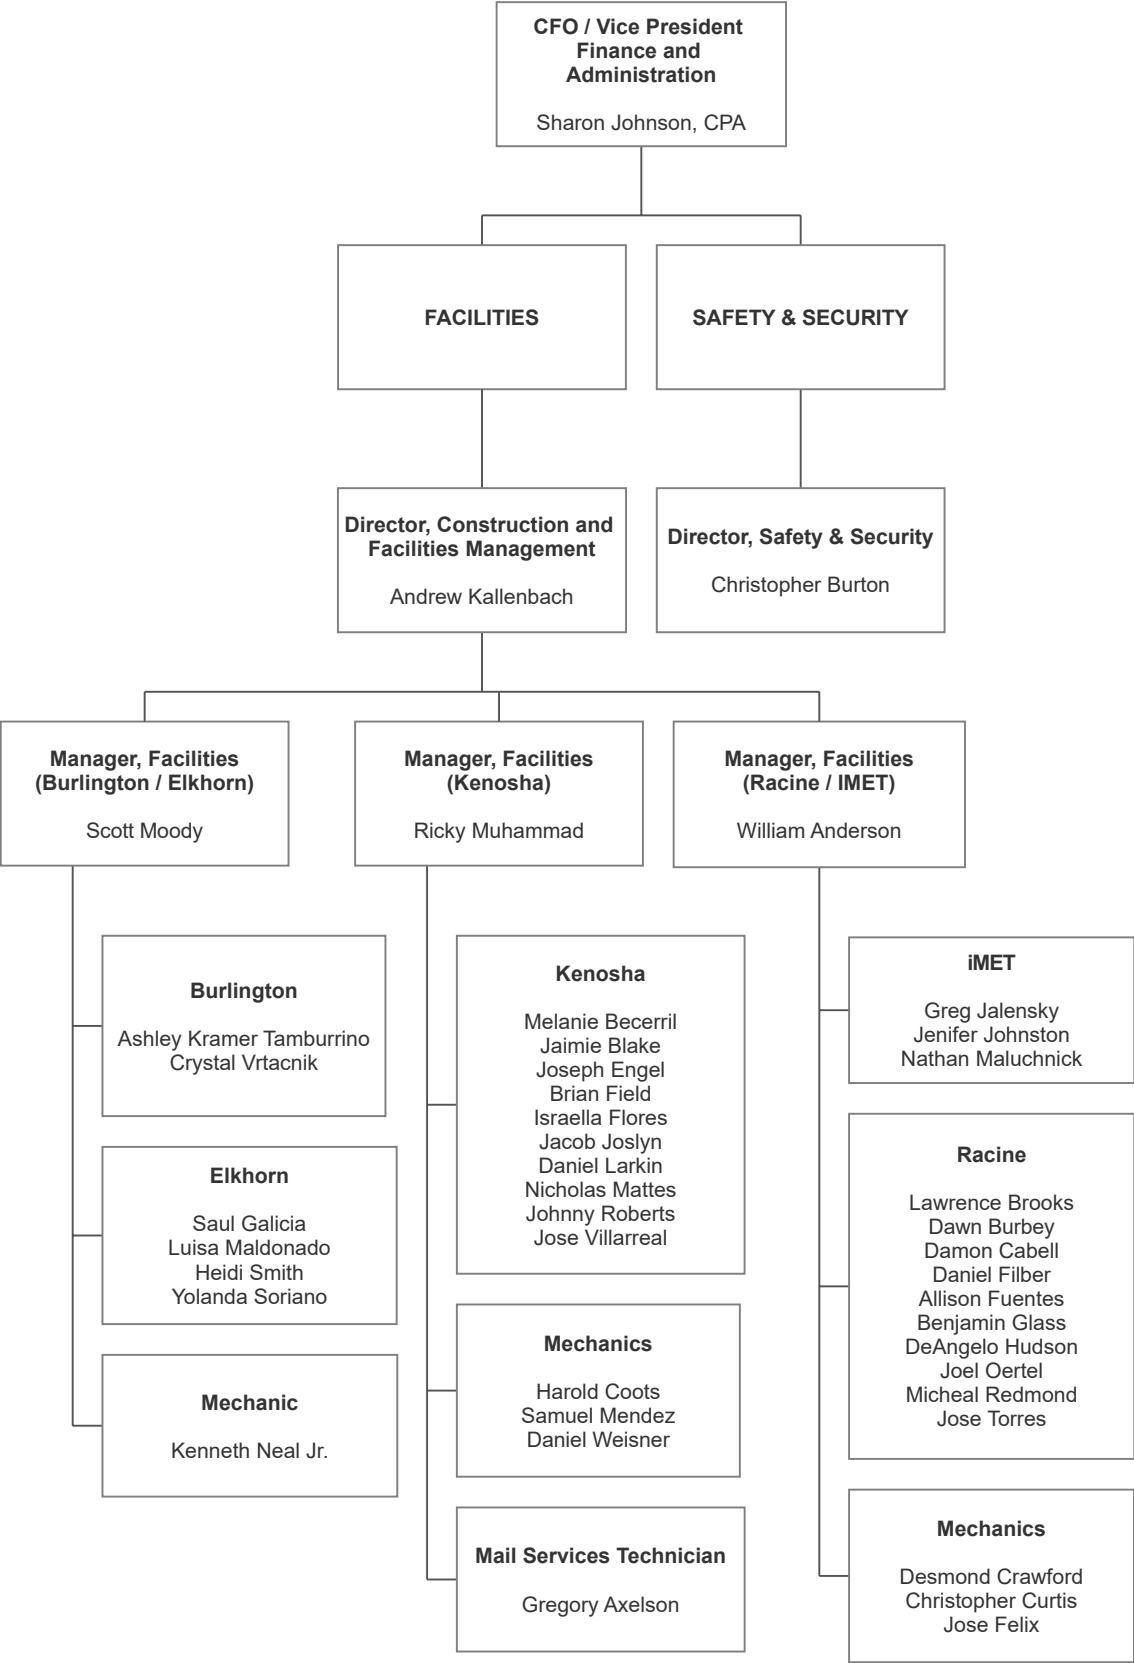 CFO / Vice President
Finance and
Administration
Sharon Johnson, CPA
FACILITIES
SAFETY & SECURITY
Director, Construction and
Facilities Management
Andrew Kallenbach
Director, Safety & Security
Christopher Burton
Manager, Facilities
(Burlington / Elkhorn)
Scott Moody
Manager, Facilities
(Kenosha)
Ricky Muhammad
Manager, Facilities
(Racine / IMET)
William Anderson
Burlington
Ashley Kramer Tamburrino
Crystal Vrtacnik
Elkhorn
Saul Galicia
Luisa Maldonado
Heidi Smith
Yolanda Soriano
Mechanic
Kenneth Neal Jr.
Kenosha
Melanie Becerril
Jaimie Blake
Joseph Engel
Brian Field
Israella Flores
Jacob Joslyn
Daniel Larkin
Nicholas Mattes
Johnny Roberts
Jose Villarreal
Mechanics
Harold Coots
Samuel Mendez
Daniel Weisner
Mail Services Technician
Gregory Axelson
iMET
Greg Jalensky
Jenifer Johnston
Nathan Maluchnick
Racine
Lawrence Brooks
Dawn Burbey
Damon Cabell
Daniel Filber
Allison Fuentes
Benjamin Glass
DeAngelo Hudson
Joel Oertel
Micheal Redmond
Jose Torres
Mechanics
Desmond Crawford
Christopher Curtis
Jose Felix